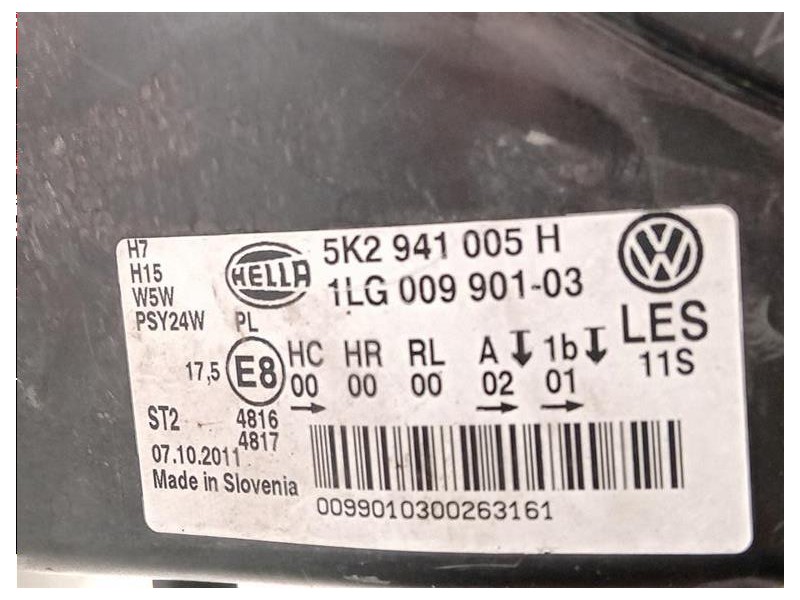 H7
H15
W5W
PSY24W PL
HELLA
5K2 941 005 H
1LG 009 901-03
LES
11S
17,5 E8
HC HR RL A 1b
00 00 00 02 01
ST2 4816
4817
07.10.2011
Made in Slovenia
0099010300263161